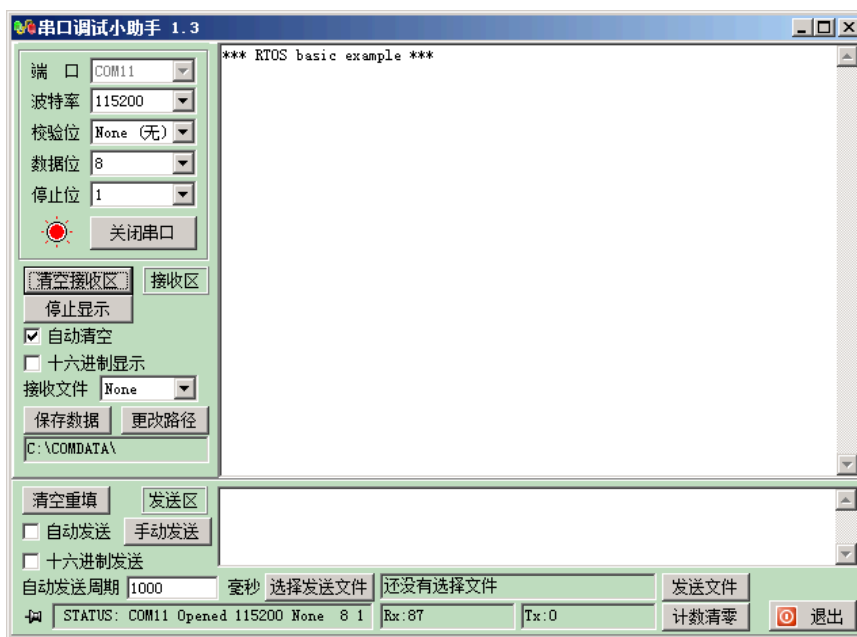 串口调试小助手 1.3
端 口 COM11
波特率 115200
校验位 None (无)
数据位 8
停止位 1
关闭串口
清空接收区 接收区
停止显示
自动清空
十六进制显示
接收文件 None
保存数据 更改路径
C:\COMDATA\
*** RTOS basic example ***
清空重填 发送区
自动发送 手动发送
十六进制发送
自动发送周期 1000 毫秒 选择发送文件 还没有选择文件 发送文件
STATUS: COM11 Opened 115200 None 8 1 Rx:87 Tx:0 计数清零 退出